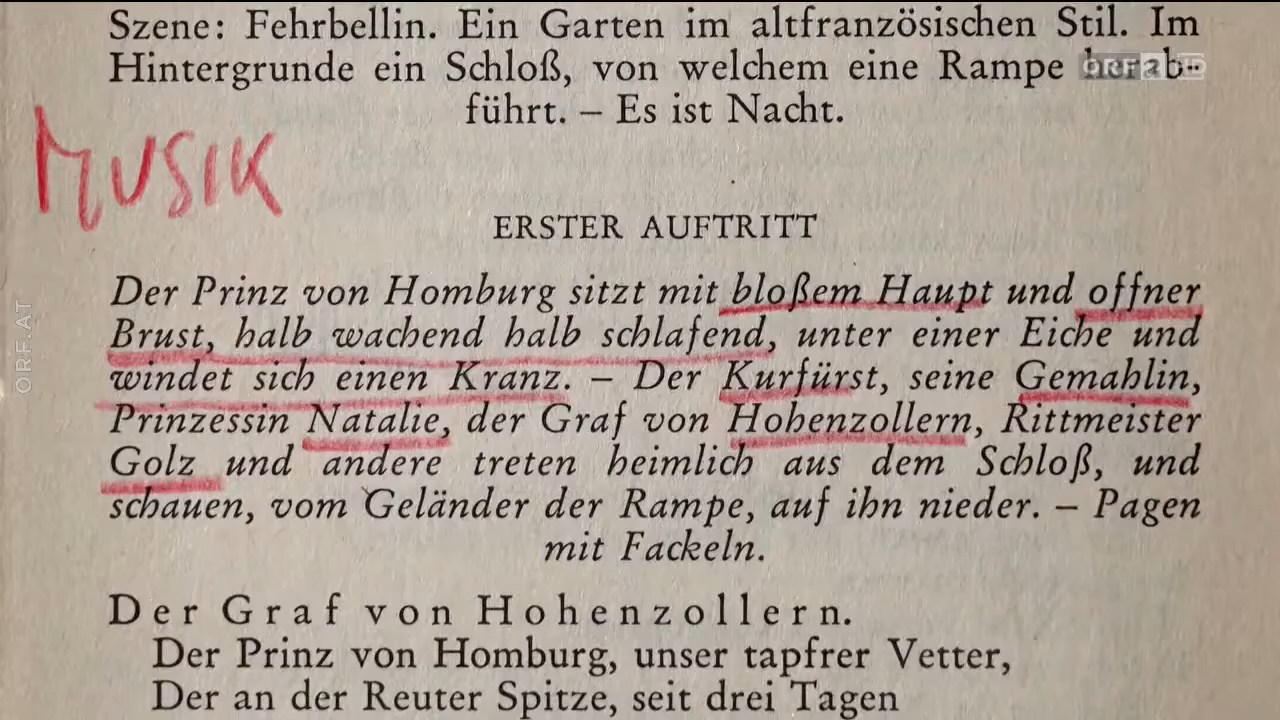 Szene: Fehrbellin. Ein Garten im altfranzösischen Stil. Im
Hintergrunde ein Schloß, von welchem eine Rampe herab-
führt. – Es ist Nacht.
MUSIK
ERSTER AUFTRITT
Der Prinz von Homburg sitzt mit bloßem Haupt und offner
Brust, halb wachend halb schlafend, unter einer Eiche und
windet sich einen Kranz. – Der Kurfürst, seine Gemahlin,
Prinzessin Natalie, der Graf von Hohenzollern, Rittmeister
Golz und andere treten heimlich aus dem Schloß, und
schauen, vom Geländer der Rampe, auf ihn nieder. – Pagen
mit Fackeln.
Der Graf von Hohenzollern.
Der Prinz von Homburg, unser tapfrer Vetter,
Der an der Reuter Spitze, seit drei Tagen
ORF.AT